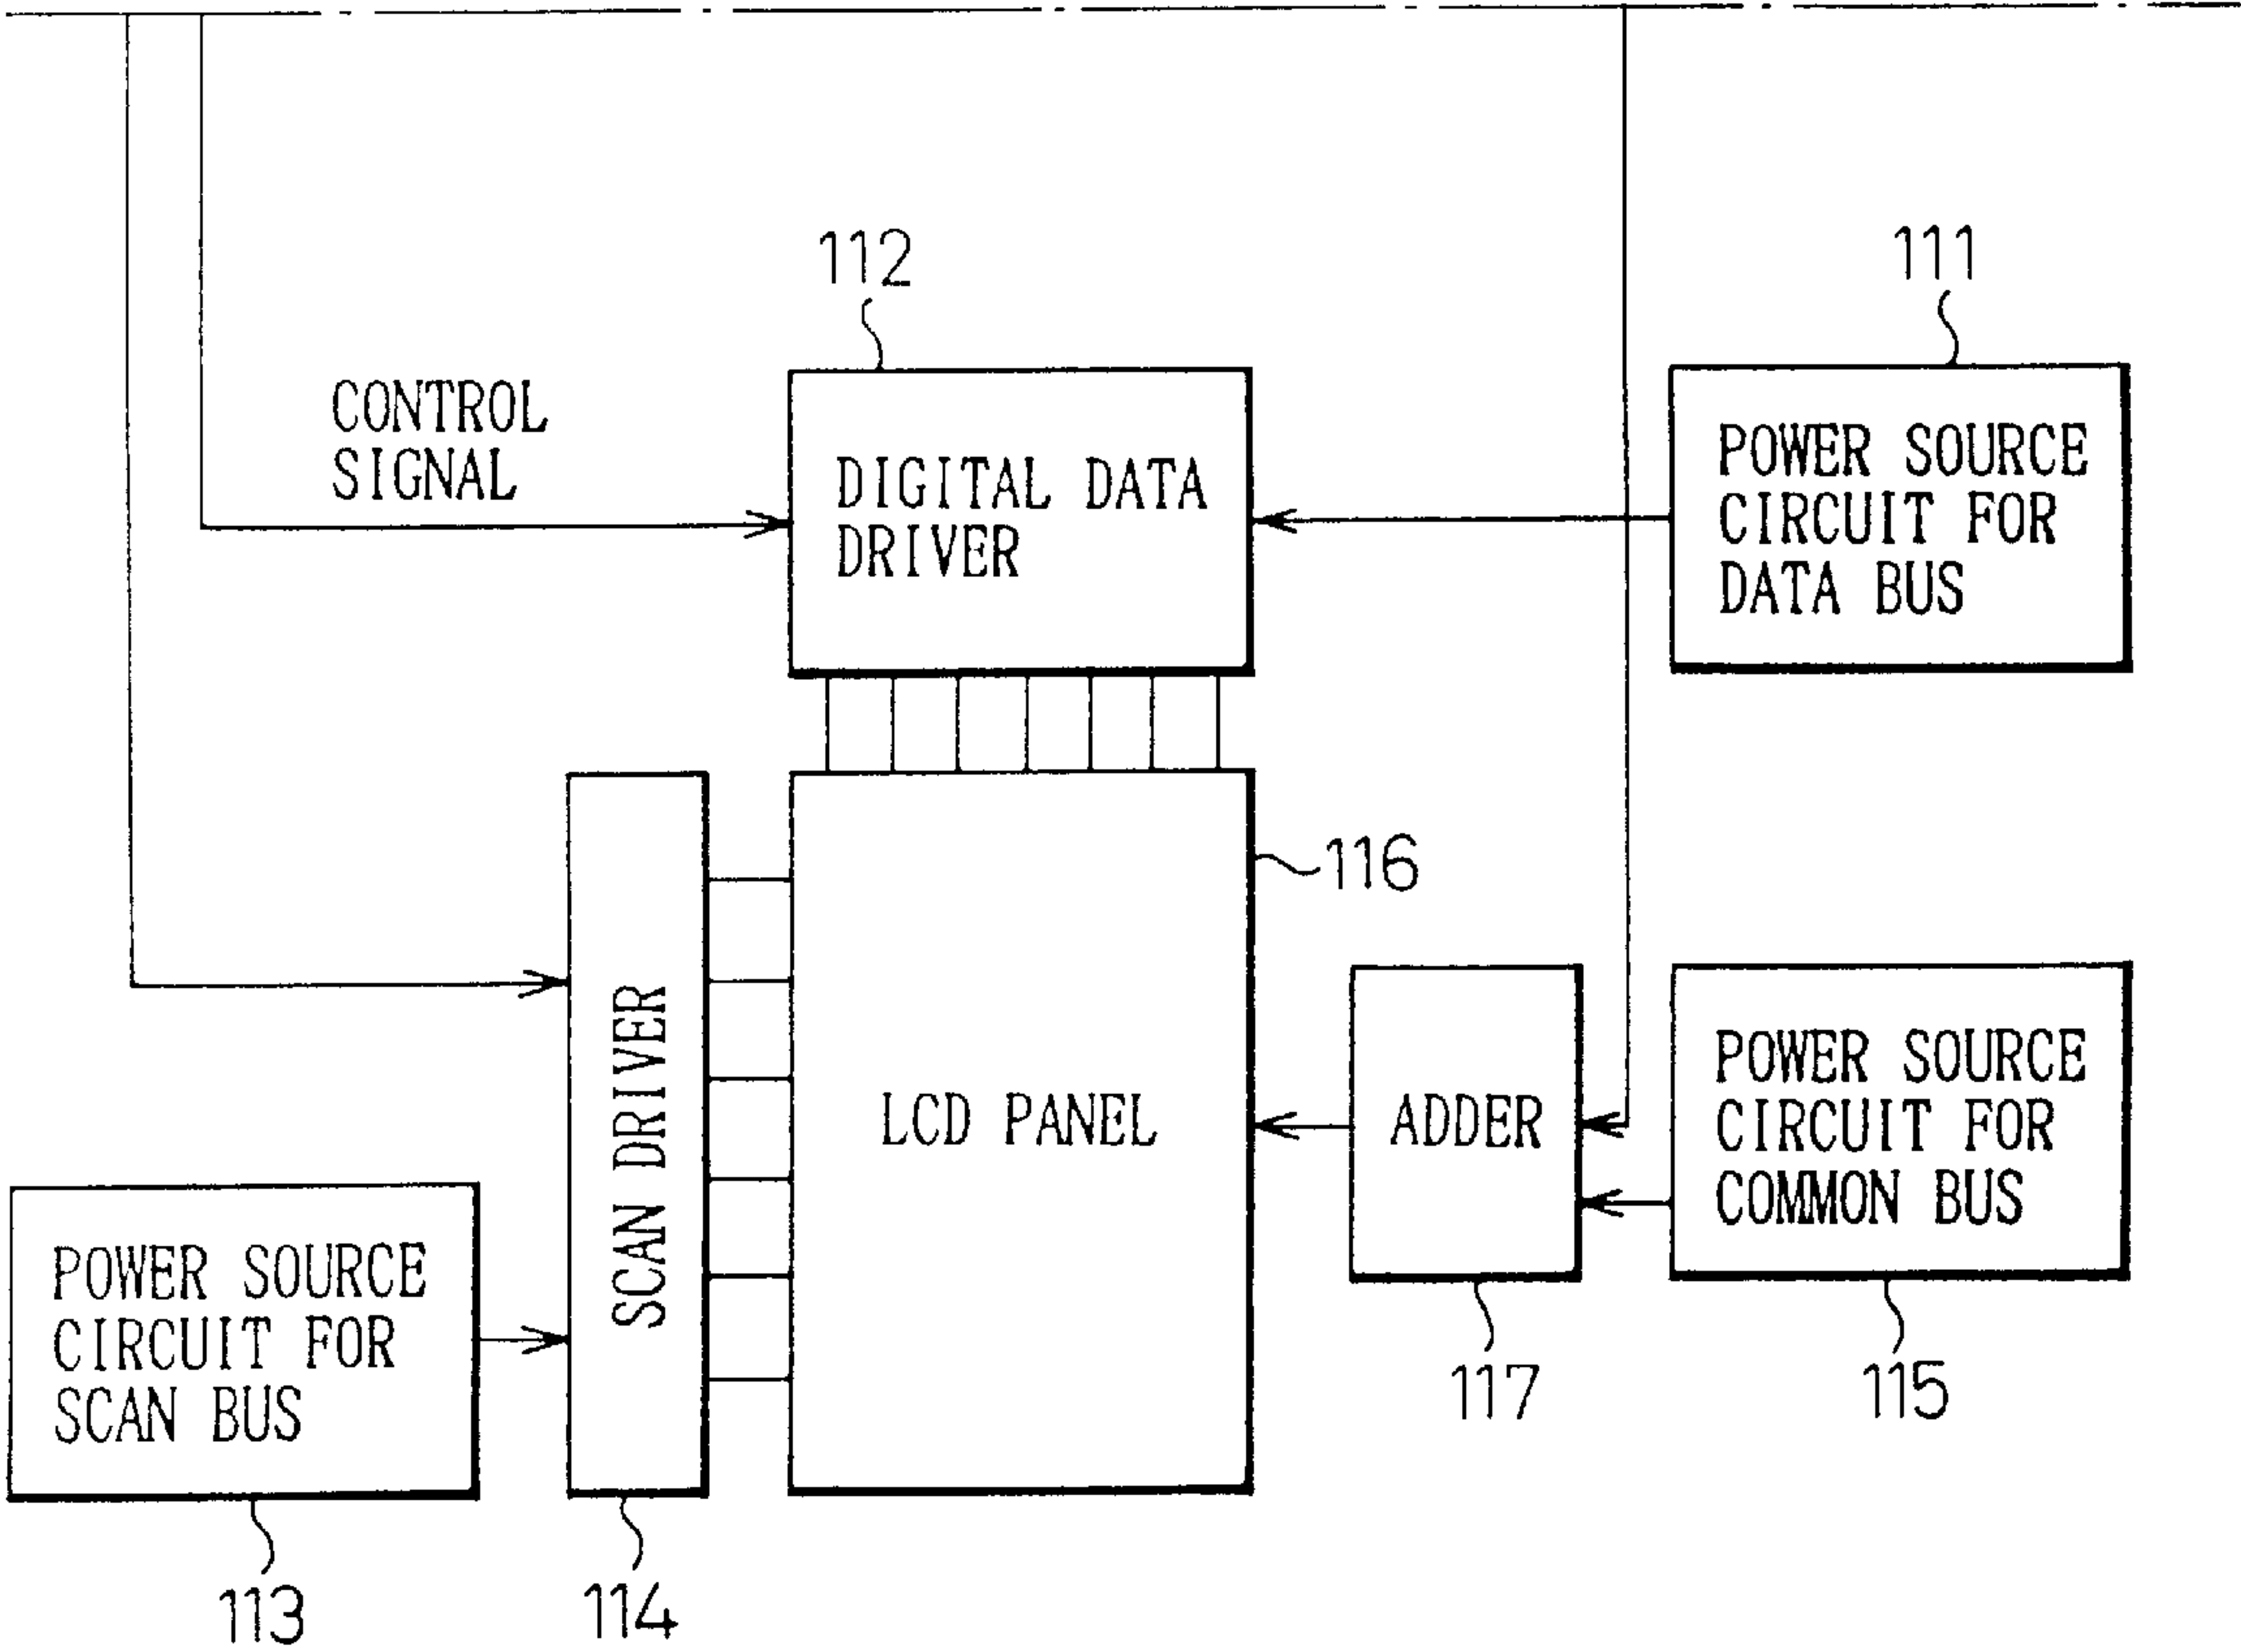 112
111
CONTROL
SIGNAL
DIGITAL DATA
DRIVER
POWER SOURCE
CIRCUIT FOR
DATA BUS
116
SCAN DRIVER
LCD PANEL
ADDER
POWER SOURCE
CIRCUIT FOR
COMMON BUS
POWER SOURCE
CIRCUIT FOR
SCAN BUS
117
115
113
114